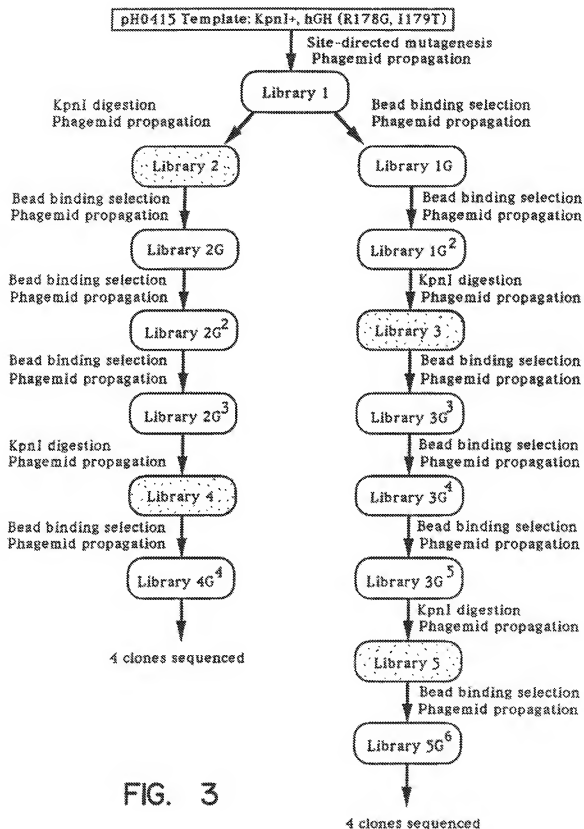 pH0415 Template: KpnI+, hGH (R178G, I179T)
Site-directed mutagenesis
Phagemid propagation
Library 1
KpnI digestion
Phagemid propagation
Bead binding selection
Phagemid propagation
Library 2
Library 1G
Bead binding selection
Phagemid propagation
Bead binding selection
Phagemid propagation
Library 2G
Library 1G2
Bead binding selection
Phagemid propagation
KpnI digestion
Phagemid propagation
Library 2G2
Library 3
Bead binding selection
Phagemid propagation
Bead binding selection
Phagemid propagation
Library 2G3
Library 3G3
KpnI digestion
Phagemid propagation
Bead binding selection
Phagemid propagation
Library 4
Library 3G4
Bead binding selection
Phagemid propagation
Bead binding selection
Phagemid propagation
Library 4G4
Library 3G5
KpnI digestion
Phagemid propagation
4 clones sequenced
Library 5
Bead binding selection
Phagemid propagation
Library 5G6
FIG. 3
4 clones sequenced